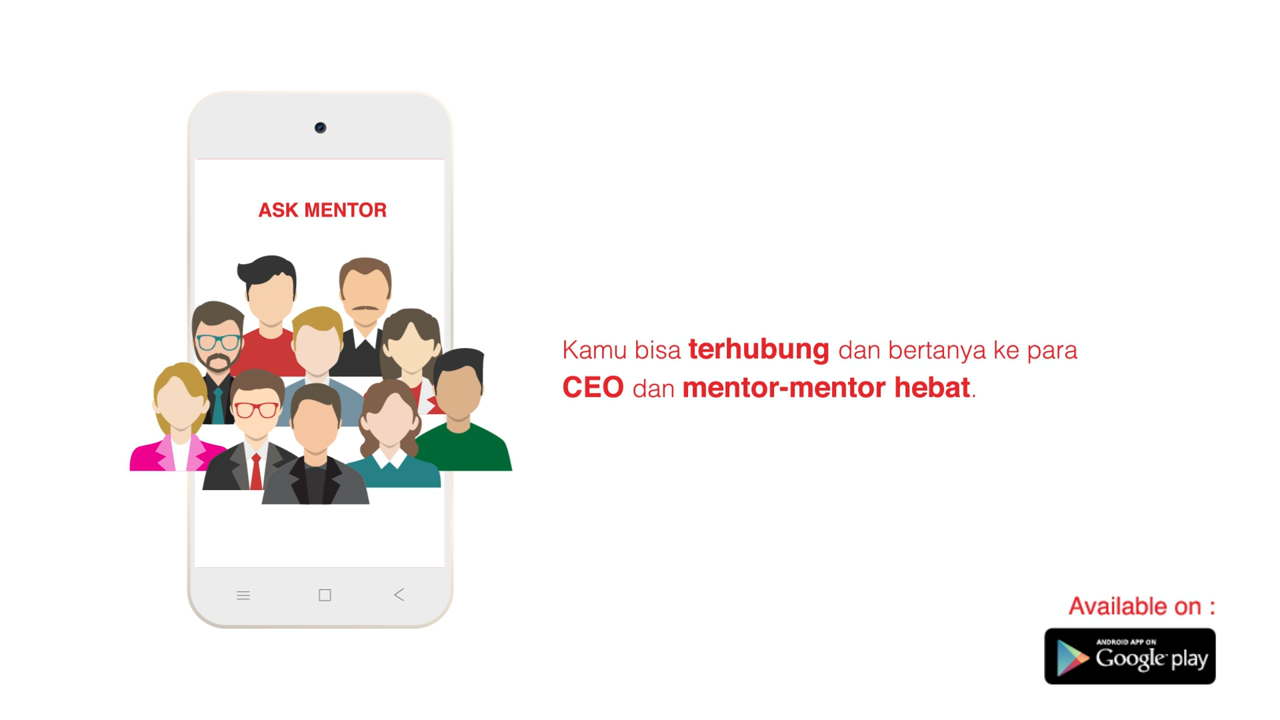 ASK MENTOR
Kamu bisa terhubung dan bertanya ke para
CEO dan mentor-mentor hebat.
Available on :
ANDROID APP ON
Google play